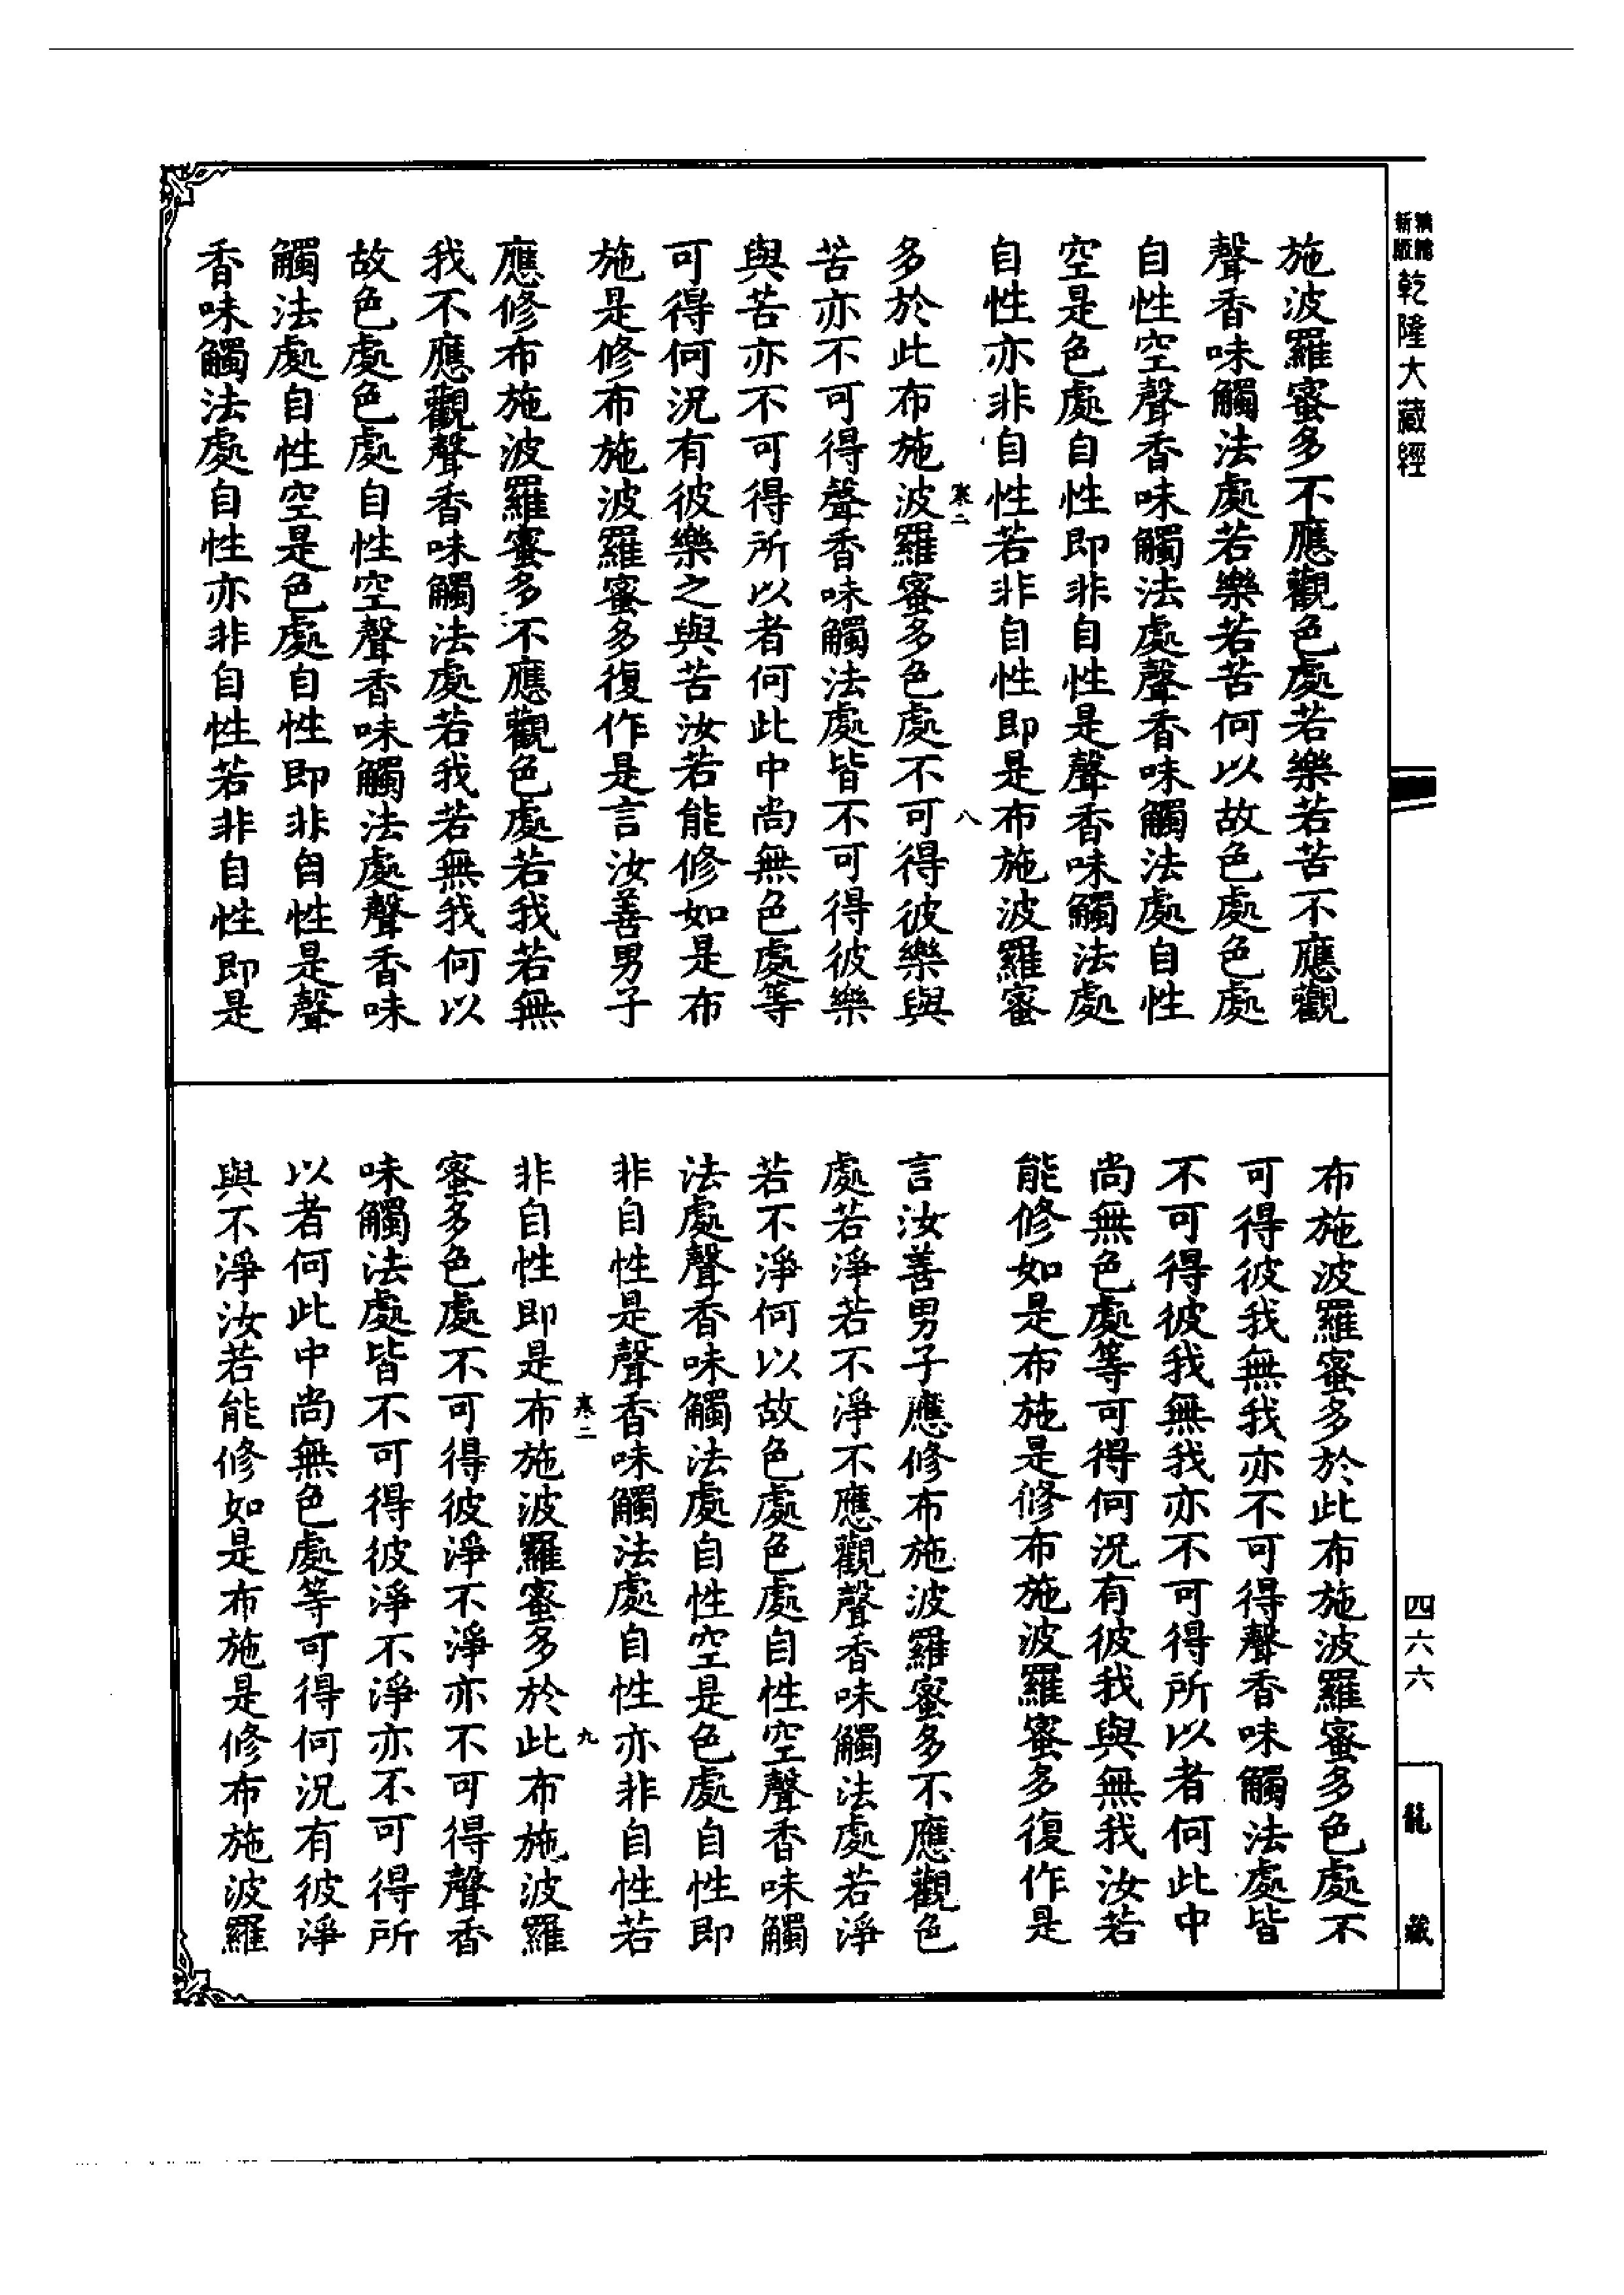 新版
精縮
乾隆大藏經
施波羅蜜多不應觀色處若樂若苦不應觀
聲香味觸法處若樂若苦何以故色處色處
自性空聲香味觸法處聲香味觸法處自性
空是色處自性即非自性是聲香味觸法處
自性亦非自性若非自性即是布施波羅蜜
寒二
八
多於此布施波羅蜜多色處不可得彼樂與
苦亦不可得聲香味觸法處皆不可得彼樂
與苦亦不可得所以者何此中尚無色處等
可得何況有彼樂之與苦汝若能修如是布
施是修布施波羅蜜多復作是言汝善男子
應修布施波羅蜜多不應觀色處若我若無
我不應觀聲香味觸法處若我若無我何以
故色處色處自性空聲香味觸法處聲香味
觸法處自性空是色處自性即非自性是聲
香味觸法處自性亦非自性若非自性即是
布施波羅蜜多於此布施波羅蜜多色處不
可得彼我無我亦不可得聲香味觸法處皆
不可得彼我無我亦不可得所以者何此中
尚無色處等可得何況有彼我與無我汝若
能修如是布施是修布施波羅蜜多復作是
言汝善男子應修布施波羅蜜多不應觀色
處若淨若不淨不應觀聲香味觸法處若淨
若不淨何以故色處色處自性空聲香味觸
法處聲香味觸法處自性空是色處自性即
非自性是聲香味觸法處自性亦非自性若
寒二
九
非自性即是布施波羅蜜多於此布施波羅
蜜多色處不可得彼淨不淨亦不可得聲香
味觸法處皆不可得彼淨不淨亦不可得所
以者何此中尚無色處等可得何況有彼淨
與不淨汝若能修如是布施是修布施波羅
四六六
龍藏